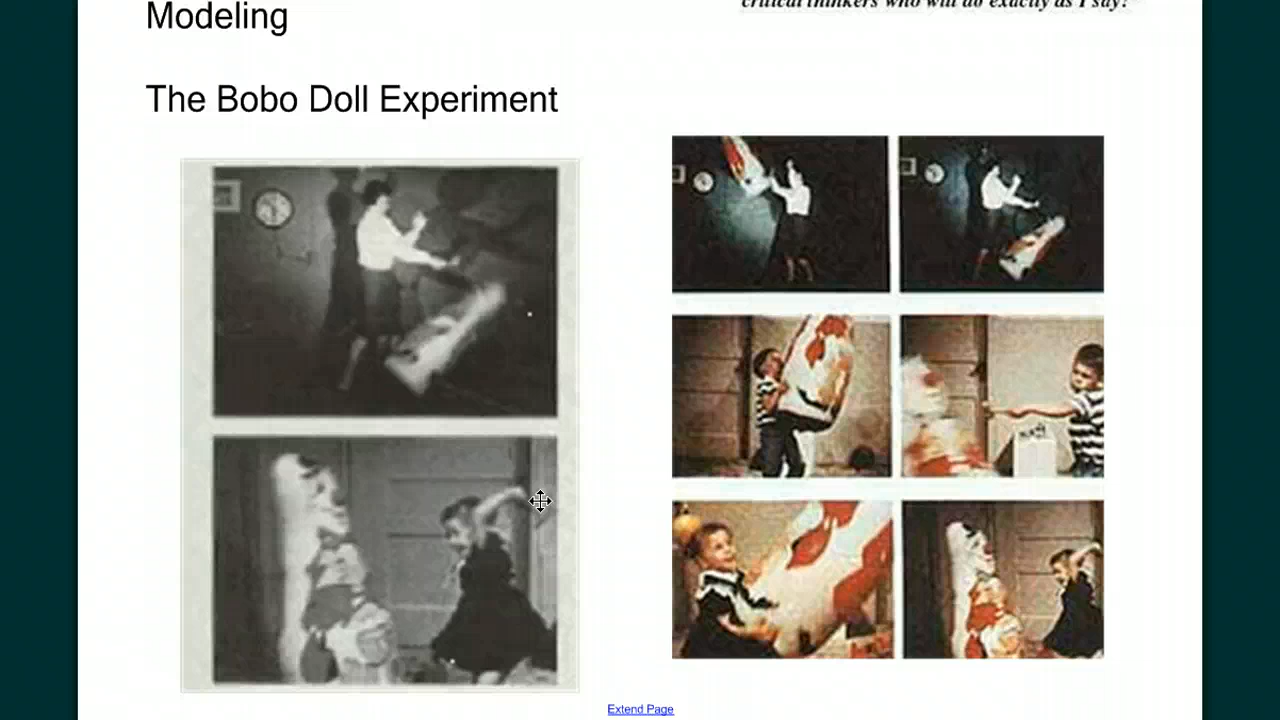 Modeling
critical thinkers who will do exactly as I say!"
The Bobo Doll Experiment
Extend Page